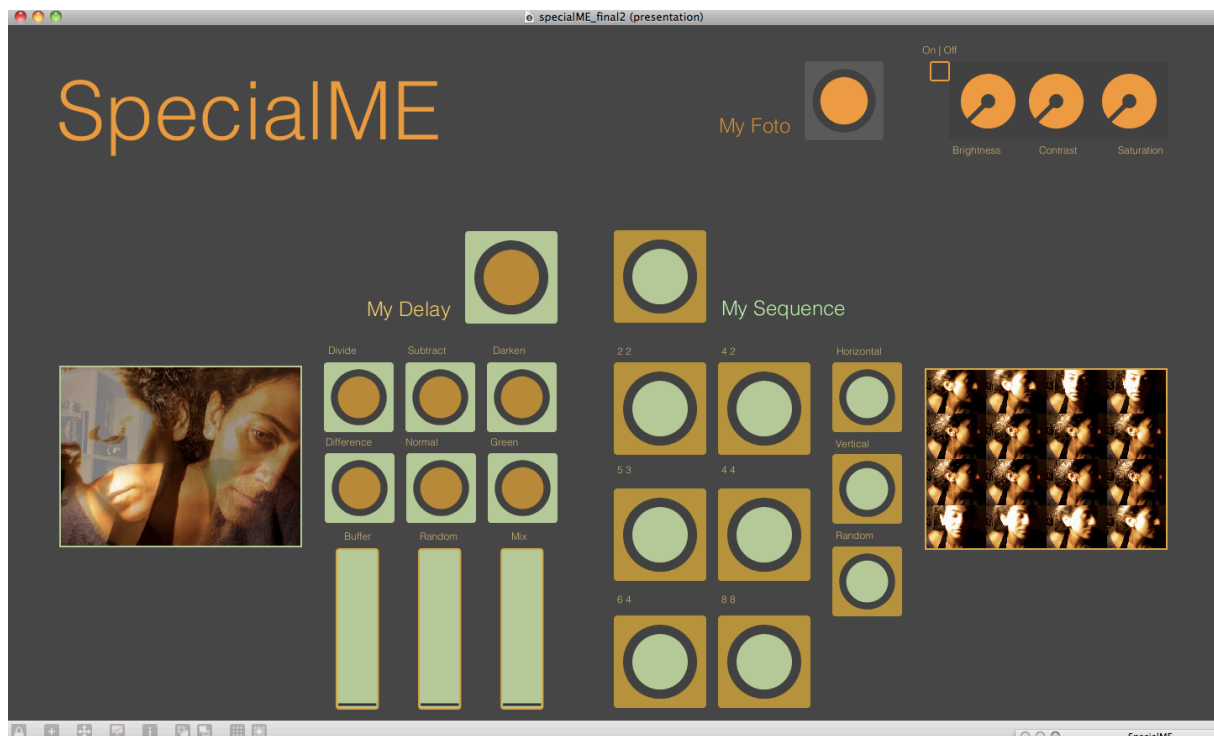 specialME_final2 (presentation)
On | Off
SpecialME
My Foto
Brightness Contrast Saturation
My Delay
My Sequence
Divide Subtract Darken
2 2 4 2
Horizontal
Difference Normal Green
Vertical
5 3 4 4
Buffer Random Mix
Random
6 4 8 8
SpecialME